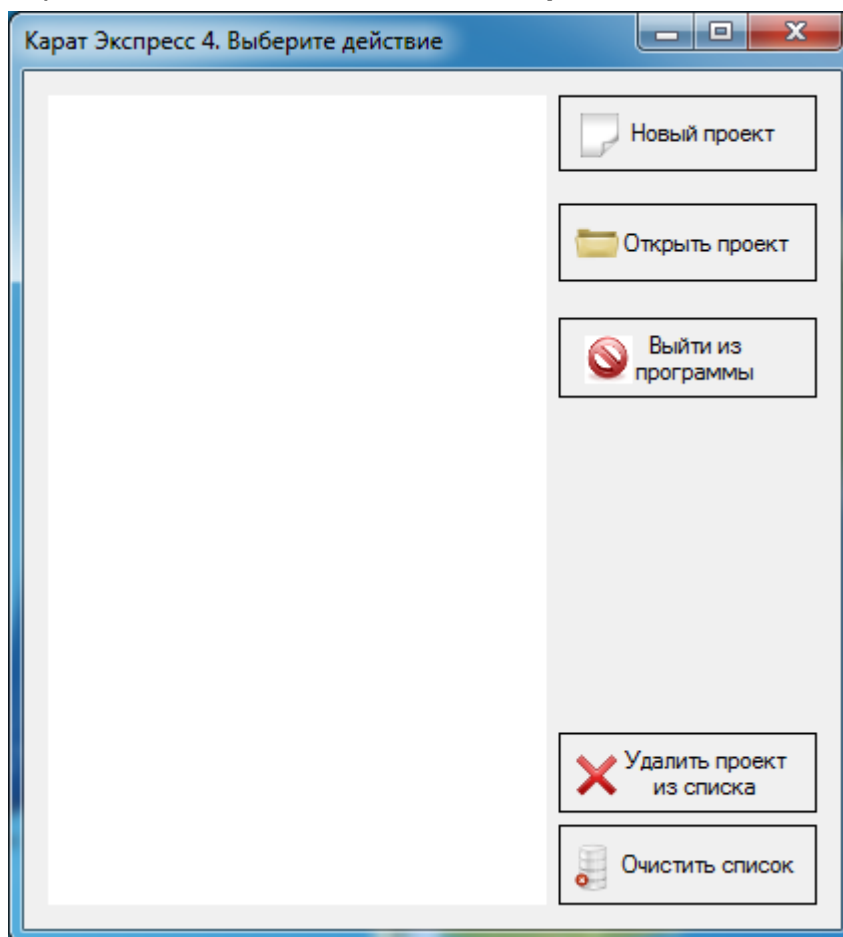 Карат Экспресс 4. Выберите действие
Новый проект
Открыть проект
Выйти из
программы
Удалить проект
из списка
Очистить список